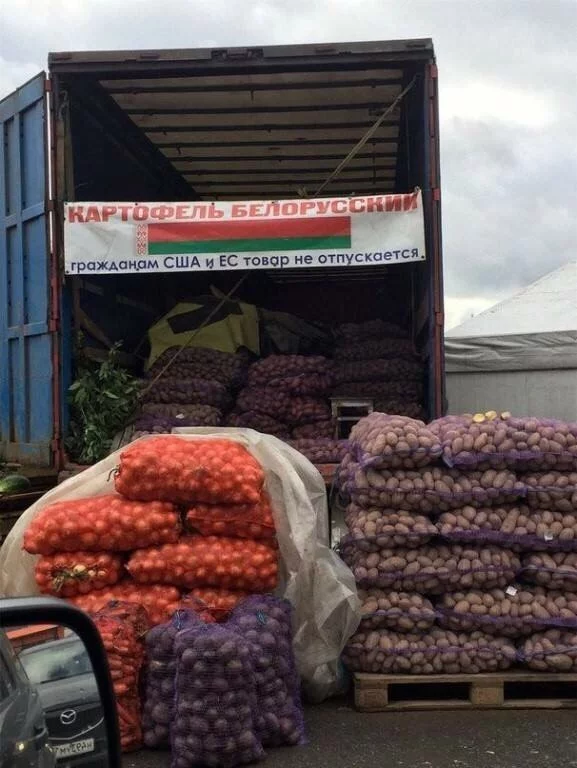 КАРТОФЕЛЬ БЕЛОРУССКИЙ
гражданам США и ЕС товар не отпускается